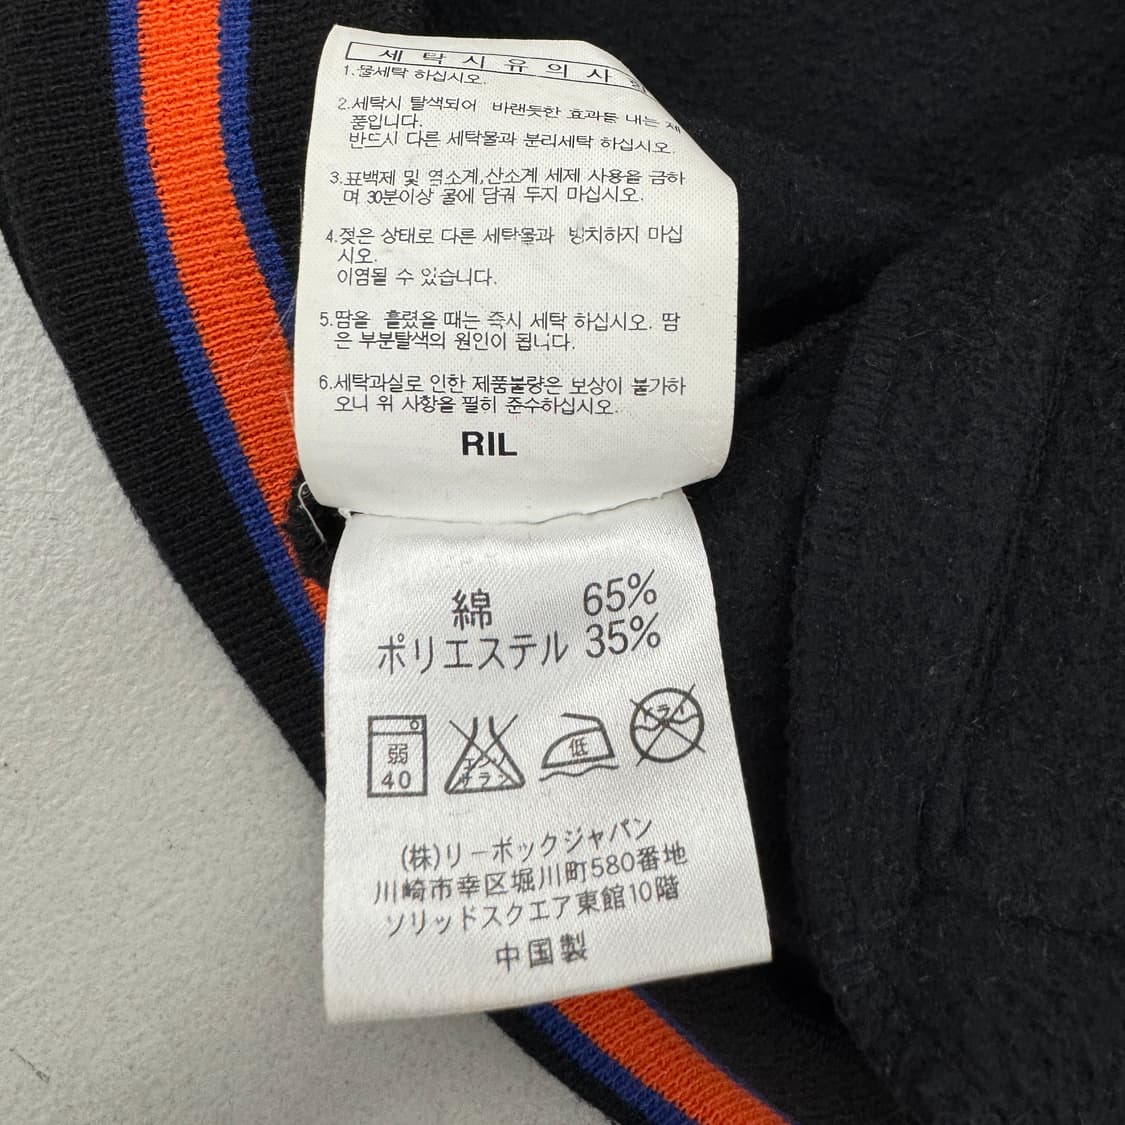 세탁시유의사항
1.물세탁 하십시오.
2.세탁시 탈색되어 바랜듯한 효과를 내는 제
품입니다.
반드시 다른 세탁물과 분리세탁 하십시오.
3.표백제 및 염소계,산소계 세제 사용을 금하
며 30분이상 물에 담궈 두지 마십시오.
4.젖은 상태로 다른 세탁물과 방치하지 마십
시오.
이염될 수 있습니다.
5.땀을 흘렸을 때는 즉시 세탁 하십시오. 땀
은 부분탈색의 원인이 됩니다.
6.세탁과실로 인한 제품불량은 보상이 불가하
오니 위 사항을 필히 준수하십시오.
RIL
綿 65%
ポリエステル 35%
弱 エンソ 低 ドライ
40 サラシ
(株)リーボックジャパン
川崎市幸区堀川町580番地
ソリッドスクエア東館10階
中国製